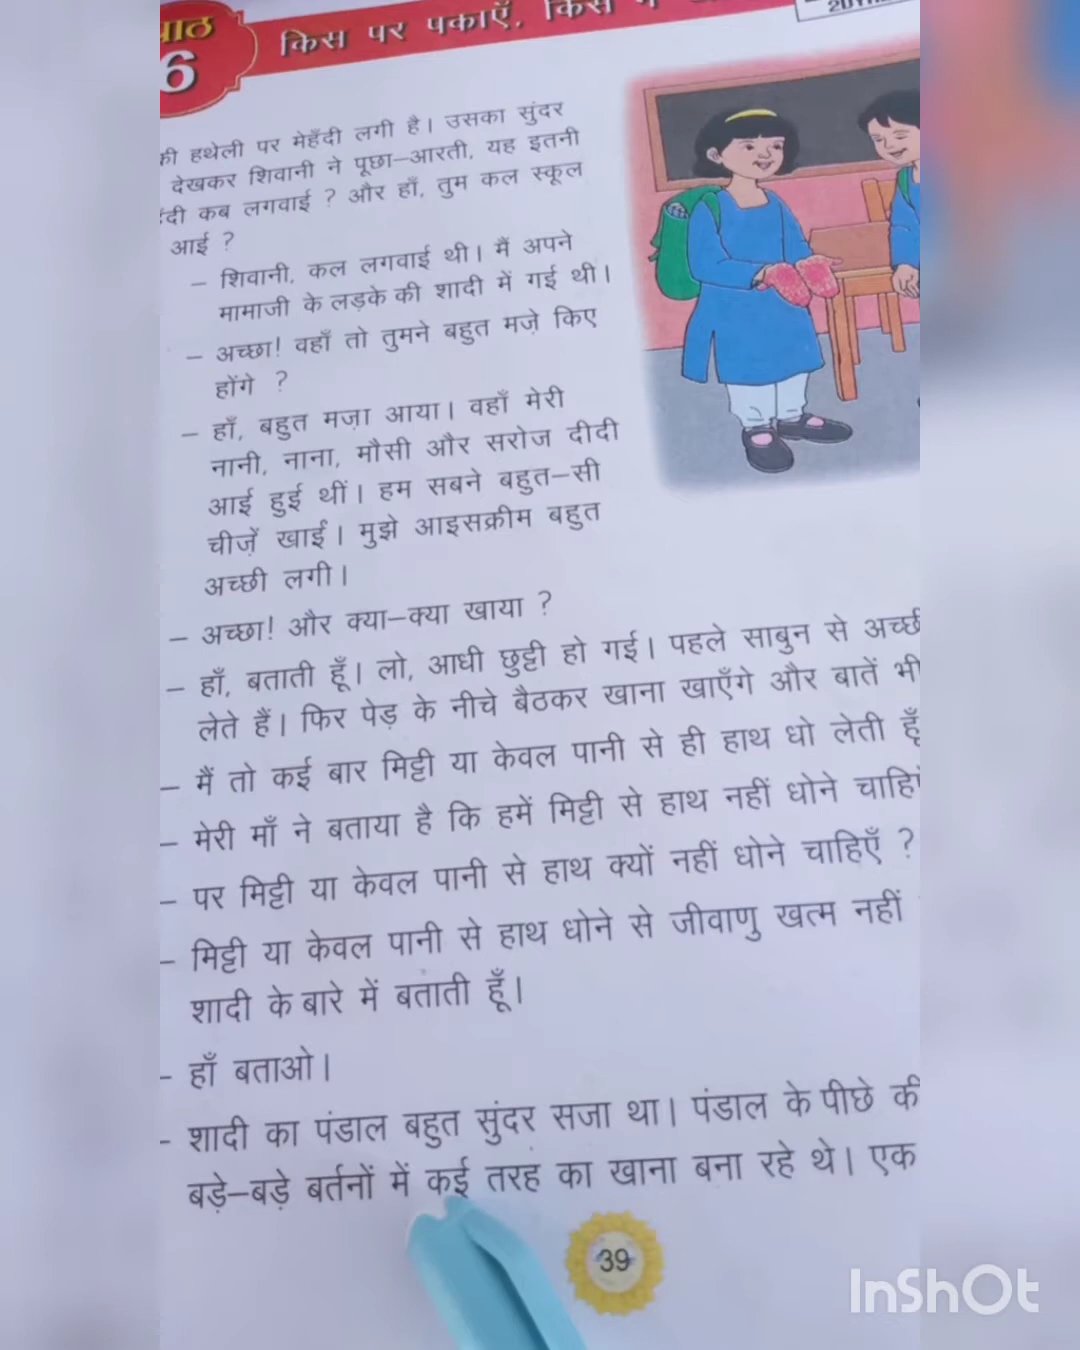 पाठ
6
किस पर पकाएँ, किस
की हथेली पर मेहँदी लगी है। उसका सुंदर
देखकर शिवानी ने पूछा–आरती, यह इतनी
कब लगवाई ? और हाँ, तुम कल स्कूल
आई ?
– शिवानी, कल लगवाई थी। मैं अपने
मामाजी के लड़के की शादी में गई थी।
– अच्छा! वहाँ तो तुमने बहुत मज़े किए
होंगे ?
– हाँ, बहुत मज़ा आया। वहाँ मेरी
नानी, नाना, मौसी और सरोज दीदी
आई हुई थीं। हम सबने बहुत–सी
चीज़ें खाईं। मुझे आइसक्रीम बहुत
अच्छी लगी।
– अच्छा! और क्या–क्या खाया ?
– हाँ, बताती हूँ। लो, आधी छुट्टी हो गई। पहले साबुन से
लेते हैं। फिर पेड़ के नीचे बैठकर खाना खाएँगे और बातें भी
– मैं तो कई बार मिट्टी या केवल पानी से ही हाथ धो लेती हूँ
– मेरी माँ ने बताया है कि हमें मिट्टी से हाथ नहीं धोने
– पर मिट्टी या केवल पानी से हाथ क्यों नहीं धोने चाहिएँ ?
– मिट्टी या केवल पानी से हाथ धोने से जीवाणु खत्म नहीं
शादी के बारे में बताती हूँ।
– हाँ बताओ।
– शादी का पंडाल बहुत सुंदर सजा था। पंडाल के पीछे की
बड़े–बड़े बर्तनों में कई तरह का खाना बना रहे थे। एक
39
InShOt